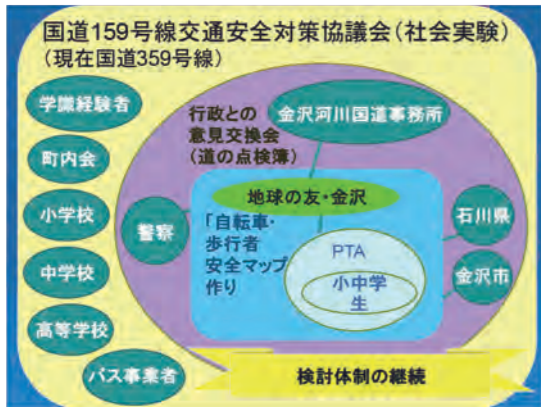 国道159号線交通安全対策協議会(社会実験)
(現在国道359号線)
学識経験者
町内会
小学校
中学校
高等学校
バス事業者
行政との
意見交換会
(道の点検簿)
金沢河川国道事務所
地球の友・金沢
警察
「自転車・
歩行者
安全マップ
作り
PTA
小中学
生
石川県
金沢市
検討体制の継続